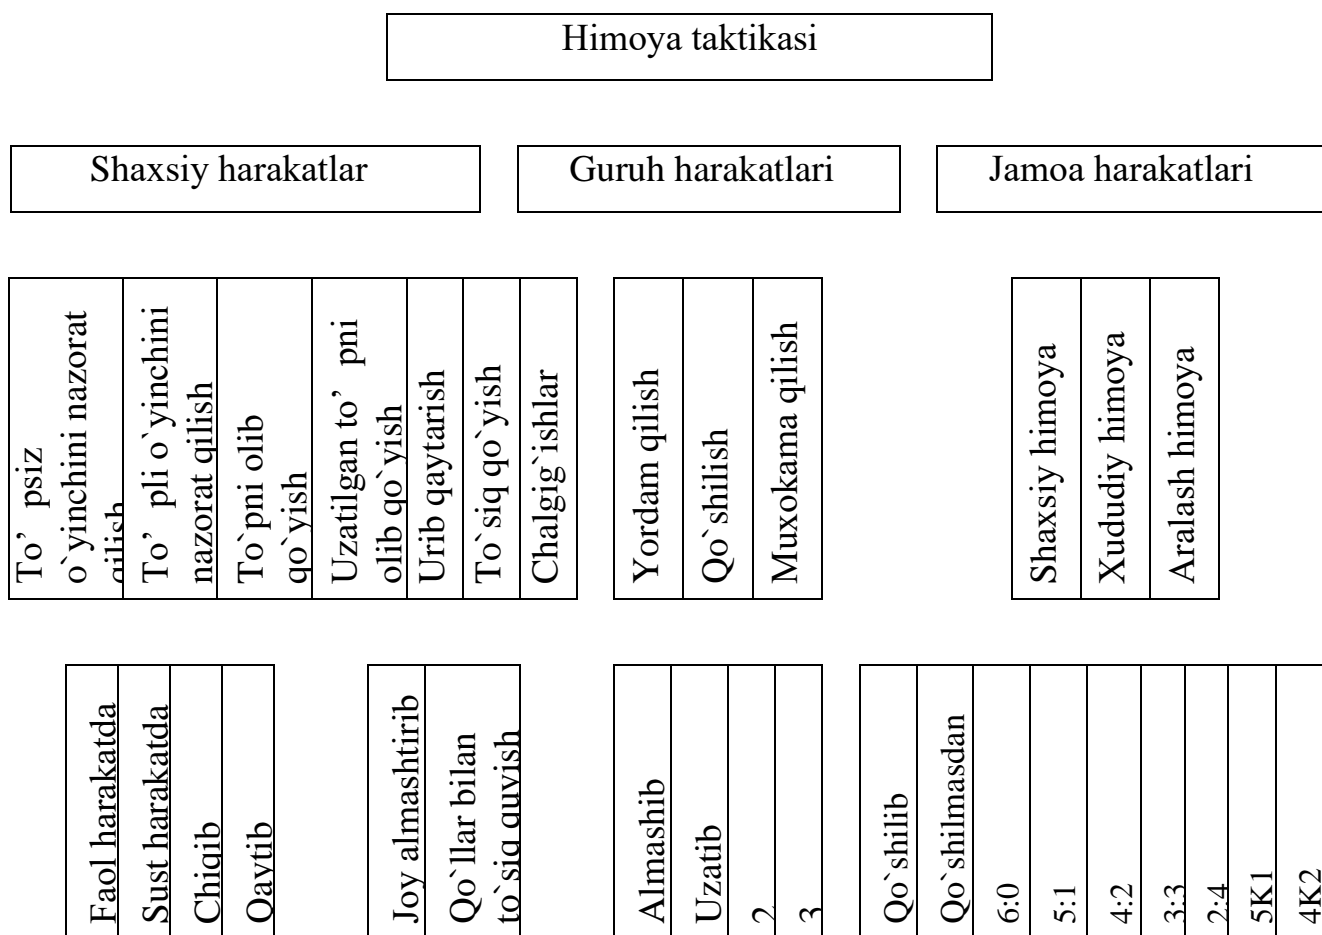 Himoya taktikasi
Shaxsiy harakatlar
Guruh harakatlari
Jamoa harakatlari
To’ psiz
o`yinchini nazorat
qilish
To’ pli o`yinchini
nazorat qilish
To`pni olib
qo`yish
Uzatilgan to’ pni
olib qo`yish
Urib qaytarish
To`siq qo`yish
Chalgig`ishlar
Yordam qilish
Qo`shilish
Muxokama qilish
Shaxsiy himoya
Xududiy himoya
Aralash himoya
Faol harakatda
Sust harakatda
Chiqib
Qaytib
Joy almashtirib
Qo`llar bilan
to`siq quyish
Almashib
Uzatib
2
3
Qo`shilib
Qo`shilmasdan
6:0
5:1
4:2
3:3
2:4
5K1
4K2